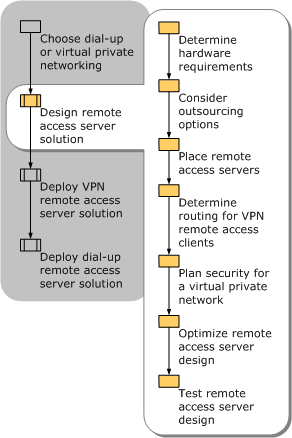 Choose dial-up
or virtual private
networking
Design remote
access server
solution
Deploy VPN
remote access
server solution
Deploy dial-up
remote access
server solution
Determine
hardware
requirements
Consider
outsourcing
options
Place remote
access servers
Determine
routing for VPN
remote access
clients
Plan security for
a virtual private
network
Optimize remote
access server
design
Test remote
access server
design